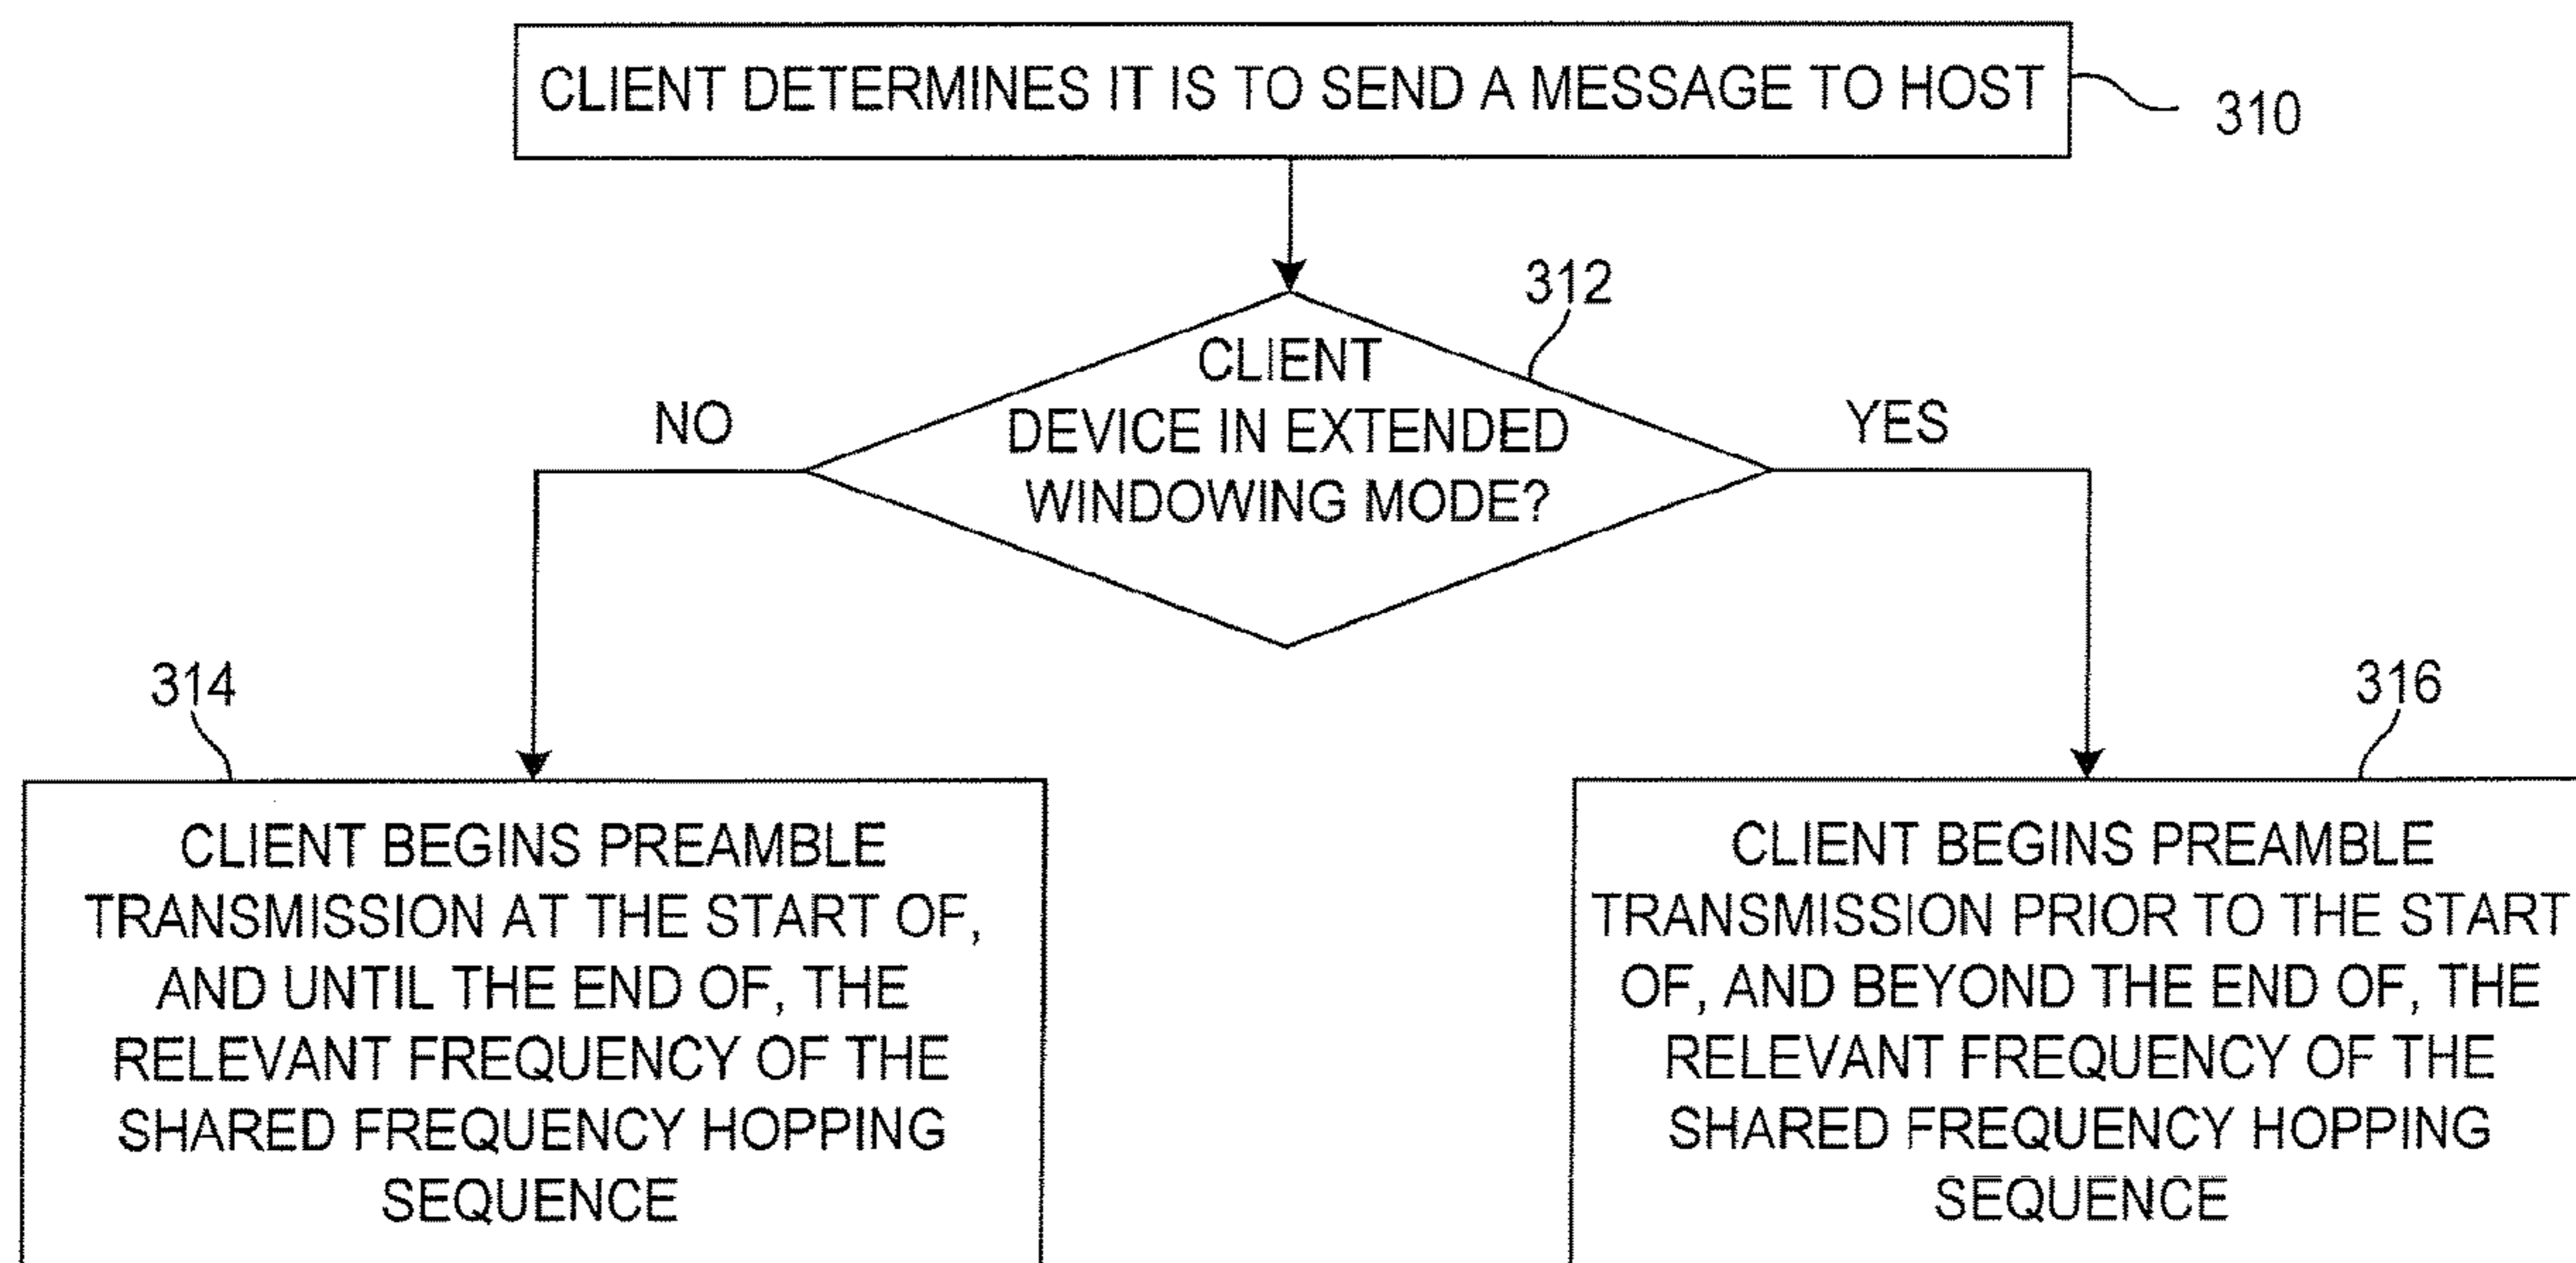 CLIENT DETERMINES IT IS TO SEND A MESSAGE TO HOST
310
312
CLIENT
DEVICE IN EXTENDED
WINDOWING MODE?
NO
YES
314
CLIENT BEGINS PREAMBLE
TRANSMISSION AT THE START OF,
AND UNTIL THE END OF, THE
RELEVANT FREQUENCY OF THE
SHARED FREQUENCY HOPPING
SEQUENCE
316
CLIENT BEGINS PREAMBLE
TRANSMISSION PRIOR TO THE START
OF, AND BEYOND THE END OF, THE
RELEVANT FREQUENCY OF THE
SHARED FREQUENCY HOPPING
SEQUENCE